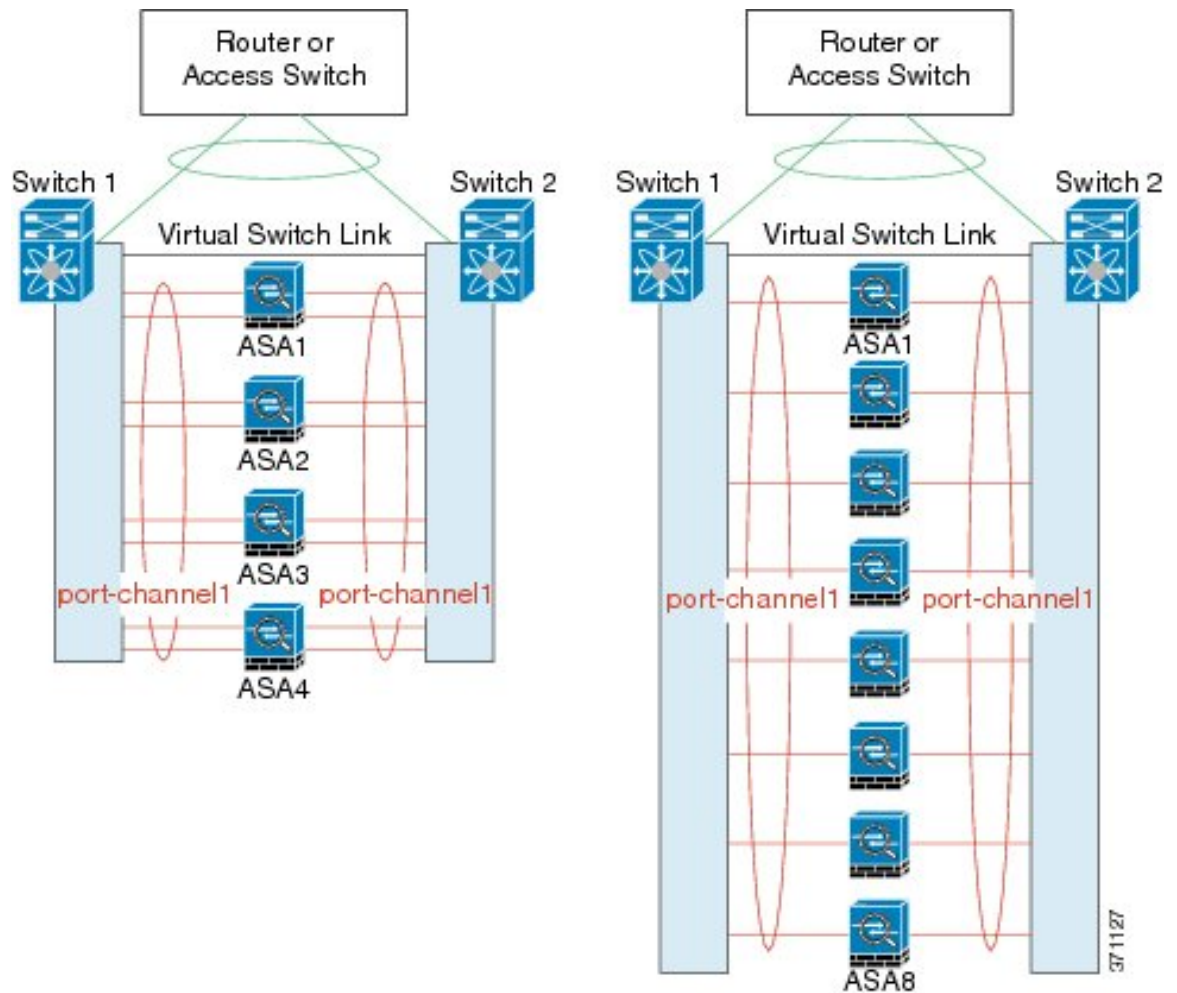 Router or
Access Switch
Switch 1
Switch 2
Virtual Switch Link
ASA1
ASA2
ASA3
port-channel1
port-channel1
ASA4
Router or
Access Switch
Switch 1
Switch 2
Virtual Switch Link
ASA1
port-channel1
port-channel1
ASA8
371127